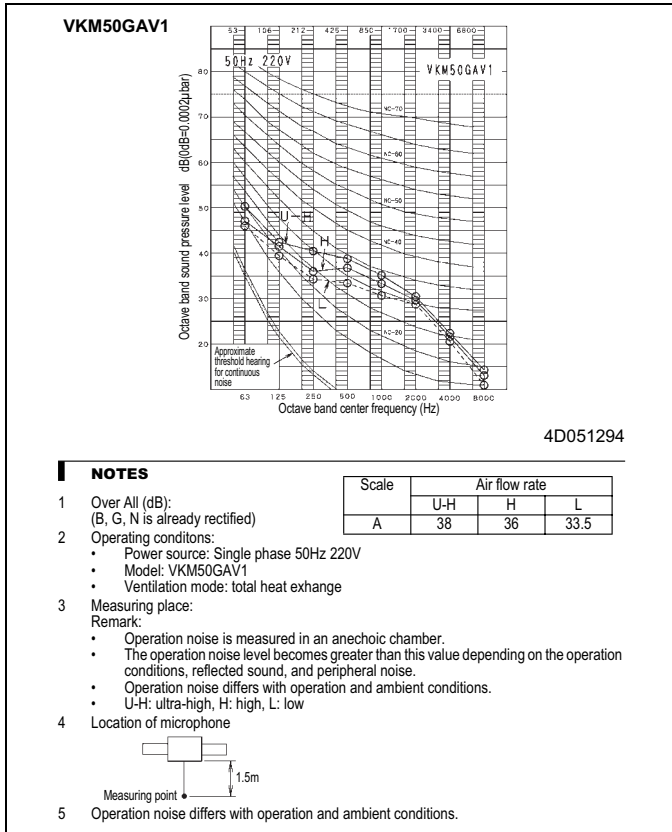 VKM50GAV1
53 106 212 425 850 1700 3400 6800
50Hz 220V
VKM50GAV1
80
70
60
50
40
30
20
Octave band sound pressure level dB(0dB=0.0002μbar)
NC-70
NC-60
NC-50
NC-40
NC-20
U-H
H
L
Approximate
threshold hearing
for continuous
noise
63 125 250 500 1000 2000 4000 8000
Octave band center frequency (Hz)
4D051294
NOTES
1 Over All (dB):
(B, G, N is already rectified)
Scale Air flow rate
U-H H L
A 38 36 33.5
2 Operating conditons:
• Power source: Single phase 50Hz 220V
• Model: VKM50GAV1
• Ventilation mode: total heat exhange
3 Measuring place:
Remark:
• Operation noise is measured in an anechoic chamber.
• The operation noise level becomes greater than this value depending on the operation
conditions, reflected sound, and peripheral noise.
• Operation noise differs with operation and ambient conditions.
• U-H: ultra-high, H: high, L: low
4 Location of microphone
1.5m
Measuring point
5 Operation noise differs with operation and ambient conditions.